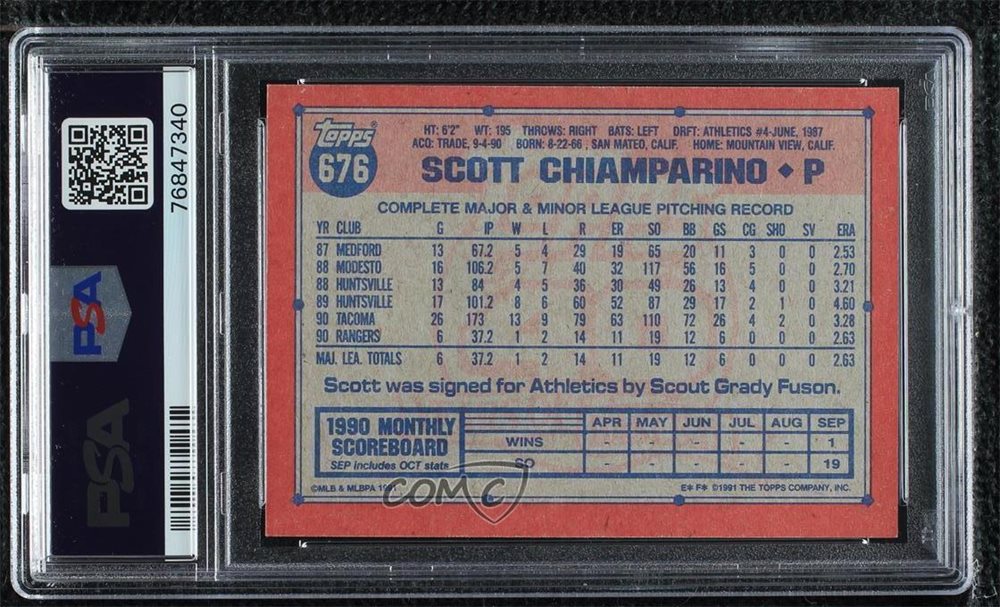 76847340
PSA
PSA
Topps
676
HT: 6'2" WT: 195 THROWS: RIGHT BATS: LEFT DRFT: ATHLETICS #4-JUNE, 1987
ACQ: TRADE, 9-4-90 BORN: 8-22-66, SAN MATEO, CALIF. HOME: MOUNTAIN VIEW, CALIF.
SCOTT CHIAMPARINO ♦ P
COMPLETE MAJOR & MINOR LEAGUE PITCHING RECORD
YR CLUB G IP W L R ER SO BB GS CG SHO SV ERA
87 MEDFORD 13 67.2 5 4 29 19 65 20 11 3 0 0 2.53
88 MODESTO 16 106.2 5 7 40 32 117 56 16 5 0 0 2.70
88 HUNTSVILLE 13 84 4 5 36 30 49 26 13 4 0 0 3.21
89 HUNTSVILLE 17 101.2 8 6 60 52 87 29 17 2 1 0 4.60
90 TACOMA 26 173 13 9 79 63 110 72 26 4 2 0 3.28
90 RANGERS 6 37.2 1 2 14 11 19 12 6 0 0 0 2.63
MAJ. LEA. TOTALS 6 37.2 1 2 14 11 19 12 6 0 0 0 2.63
Scott was signed for Athletics by Scout Grady Fuson.
1990 MONTHLY SCOREBOARD
SEP includes OCT stats
APR MAY JUN JUL AUG SEP
WINS - - - - - 1
SO - - - - - 19
©MLB & MLBPA 1991
E* F* ©1991 THE TOPPS COMPANY, INC.
COMC